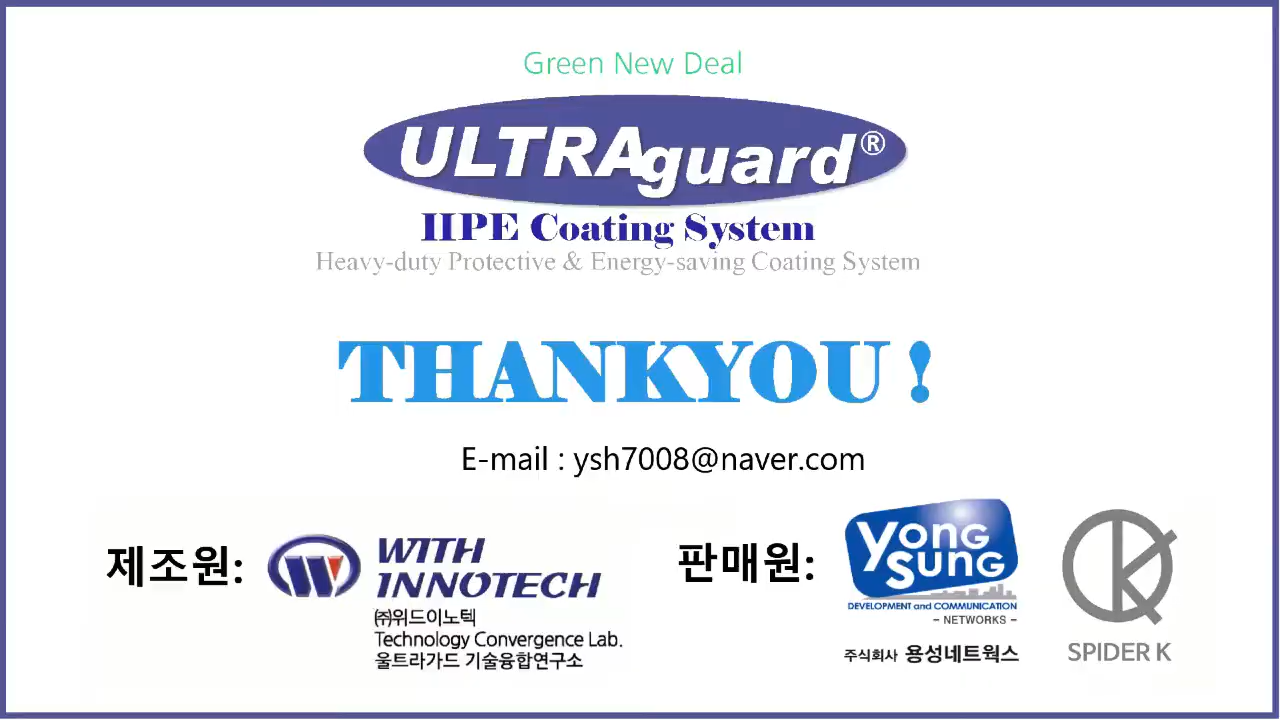 Green New Deal
ULTRAguard®
IIPE Coating System
Heavy-duty Protective & Energy-saving Coating System
THANKYOU !
E-mail : ysh7008@naver.com
제조원:
WITH
INNOTECH
㈜위드이노텍
Technology Convergence Lab.
울트라가드 기술융합연구소
판매원:
Yong
Sung
DEVELOPMENT and COMMUNICATION
- NETWORKS -
주식회사 용성네트웍스
SPIDER K